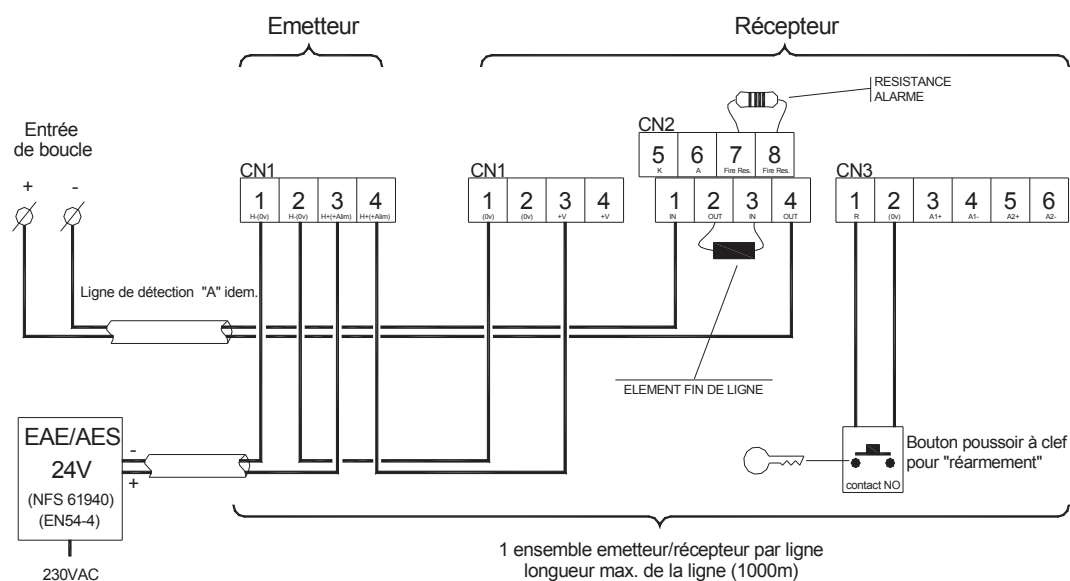 Emetteur
Récepteur
RESISTANCE
ALARME
Entrée
de boucle
+ -
CN1
1 2 3 4
H-(0v) H-(0v) H+(+Alim) H+(+Alim)
CN1
1 2 3 4
(0v) (0v) +V +V
CN2
5 6 7 8
K A Fire Res. Fire Res.
1 2 3 4
IN OUT IN OUT
CN3
1 2 3 4 5 6
R (0v) A1+ A1- A2+ A2-
Ligne de détection "A" idem.
ELEMENT FIN DE LIGNE
EAE/AES
24V
(NFS 61940)
(EN54-4)
-
+
230VAC
Bouton poussoir à clef
pour "réarmement"
contact NO
1 ensemble emetteur/récepteur par ligne
longueur max. de la ligne (1000m)